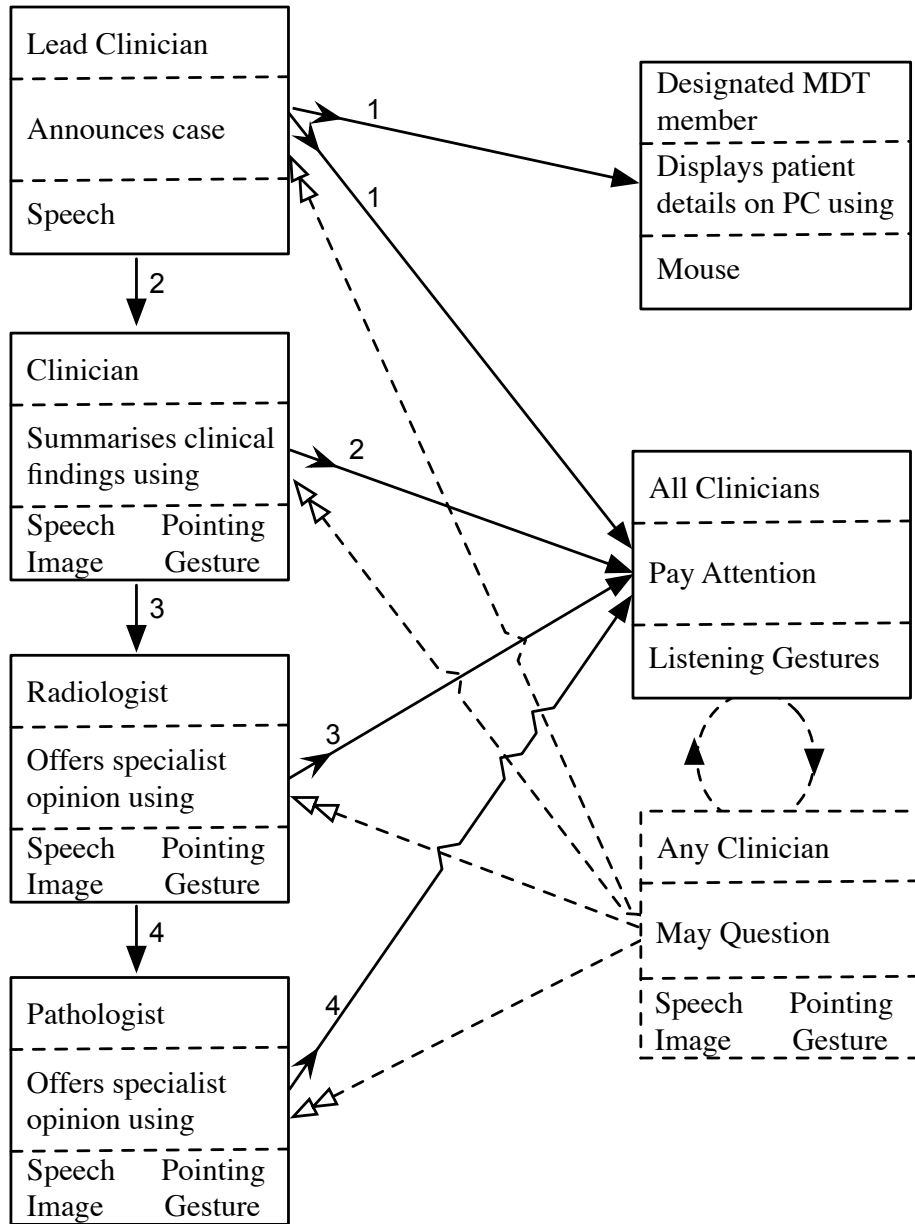 Lead Clinician
Announces case
Speech
1
1
Designated MDT
member
Displays patient
details on PC using
Mouse
2
Clinician
Summarises clinical
findings using
Speech Pointing
Image Gesture
2
All Clinicians
Pay Attention
Listening Gestures
3
Radiologist
Offers specialist
opinion using
Speech Pointing
Image Gesture
3
Any Clinician
May Question
Speech Pointing
Image Gesture
4
Pathologist
Offers specialist
opinion using
Speech Pointing
Image Gesture
4